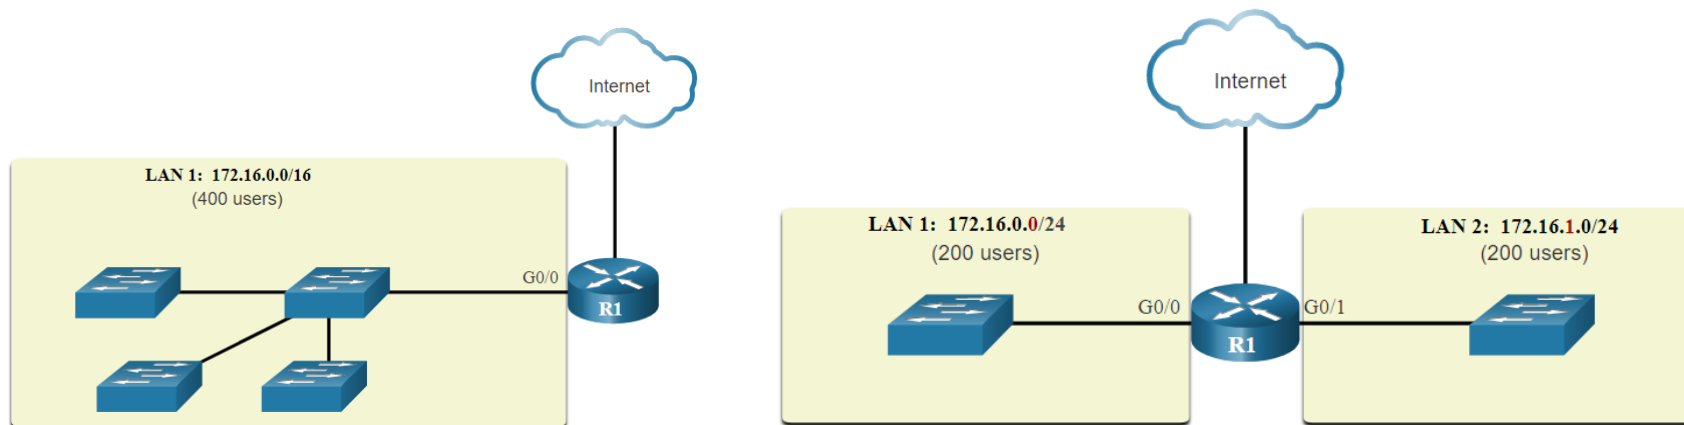 Internet
LAN 1:  172.16.0.0/16
(400 users)
G0/0
R1
Internet
LAN 1:  172.16.0.0/24
(200 users)
G0/0
R1
G0/1
LAN 2:  172.16.1.0/24
(200 users)